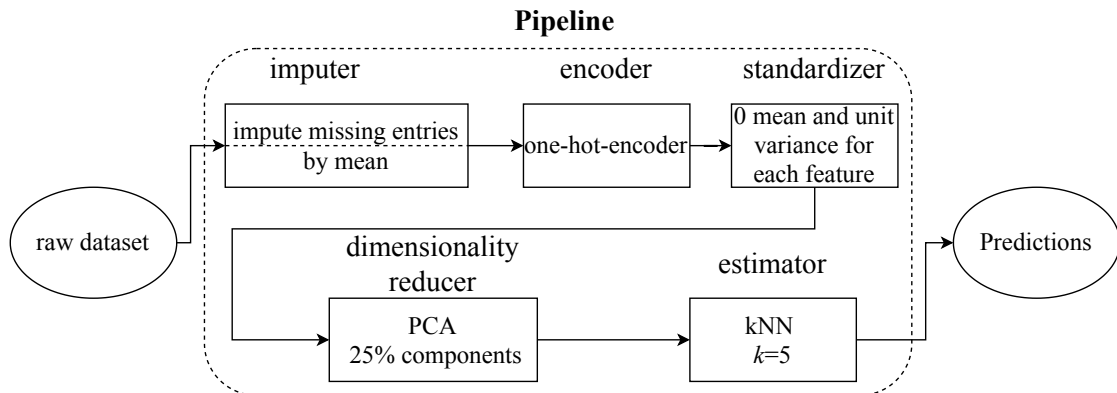 Pipeline
imputer
encoder
standardizer
impute missing entries
by mean
one-hot-encoder
0 mean and unit
variance for
each feature
raw dataset
Predictions
dimensionality
reducer
estimator
PCA
25% components
kNN
k=5